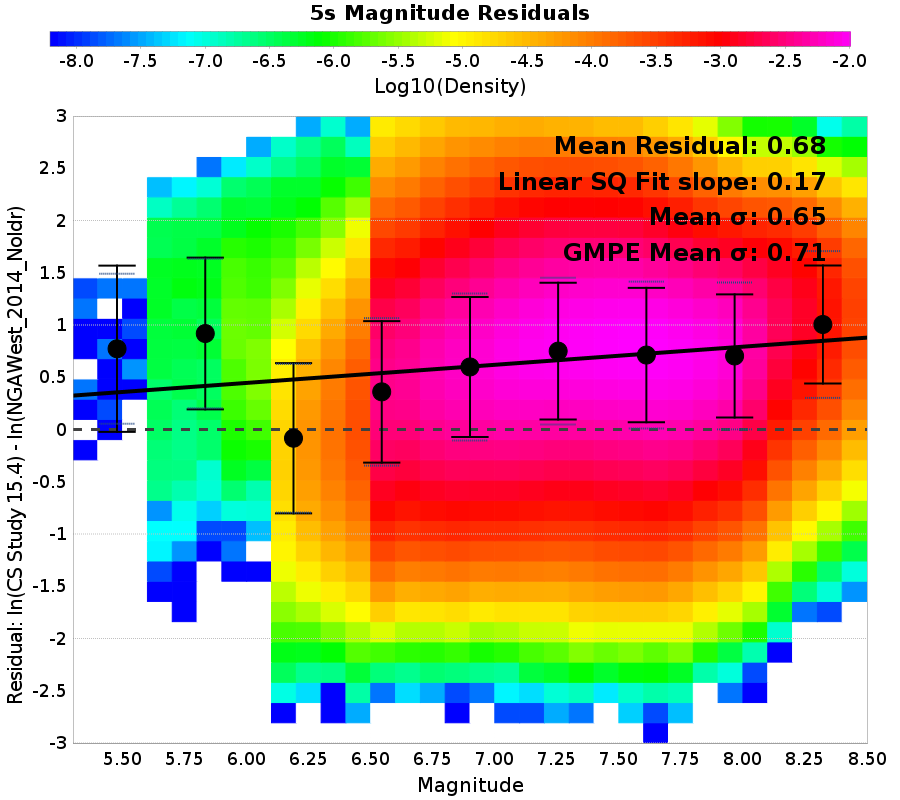 5s Magnitude Residuals
-8.0 -7.5 -7.0 -6.5 -6.0 -5.5 -5.0 -4.5 -4.0 -3.5 -3.0 -2.5 -2.0
Log10(Density)
Mean Residual: 0.68
Linear SQ Fit slope: 0.17
Mean σ: 0.65
GMPE Mean σ: 0.71
Residual: ln(CS Study 15.4) - ln(NGAWest_2014_NoIdr)
3
2.5
2
1.5
1
0.5
0
-0.5
-1
-1.5
-2
-2.5
-3
5.50 5.75 6.00 6.25 6.50 6.75 7.00 7.25 7.50 7.75 8.00 8.25 8.50
Magnitude